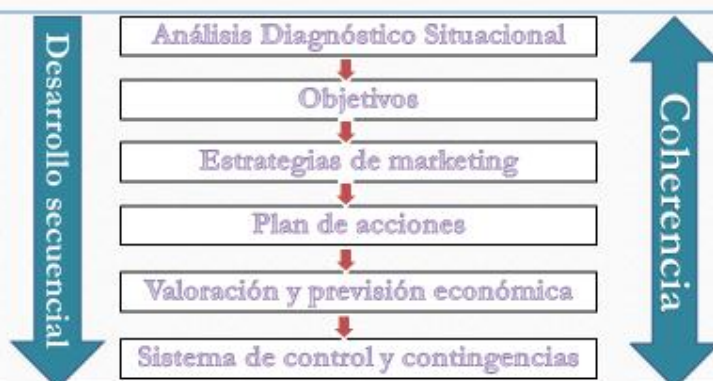 Desarrollo secuencial
Análisis Diagnóstico Situacional
Objetivos
Estrategias de marketing
Plan de acciones
Valoración y previsión económica
Sistema de control y contingencias
Coherencia